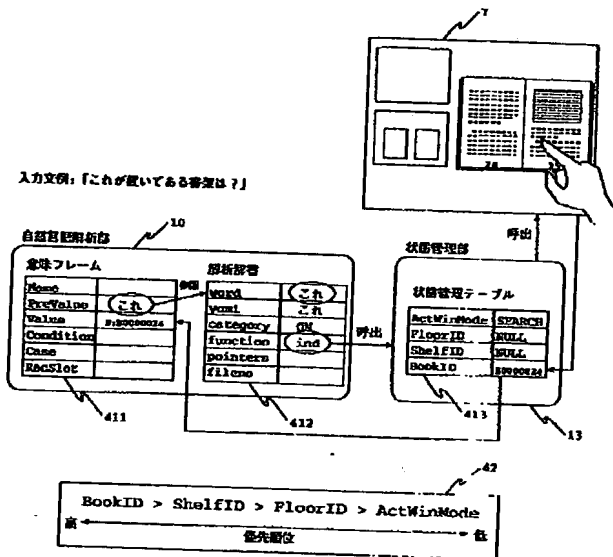 7
24
入力文例:「これが置いてある書架は?」
10
自然言語解析部
意味フレーム
Name
PreValue これ
Value
Condition
Case
RecSlot
411
参照
解析辞書
word これ
yomi これ
category
function ind
pointers
fileno
412
呼出
呼出
状態管理部
状態管理テーブル
ActWinMode SEARCH
FloorID NULL
ShelfID NULL
BookID
413
13
42
BookID > ShelfID > FloorID > ActWinMode
高 低
優先順位